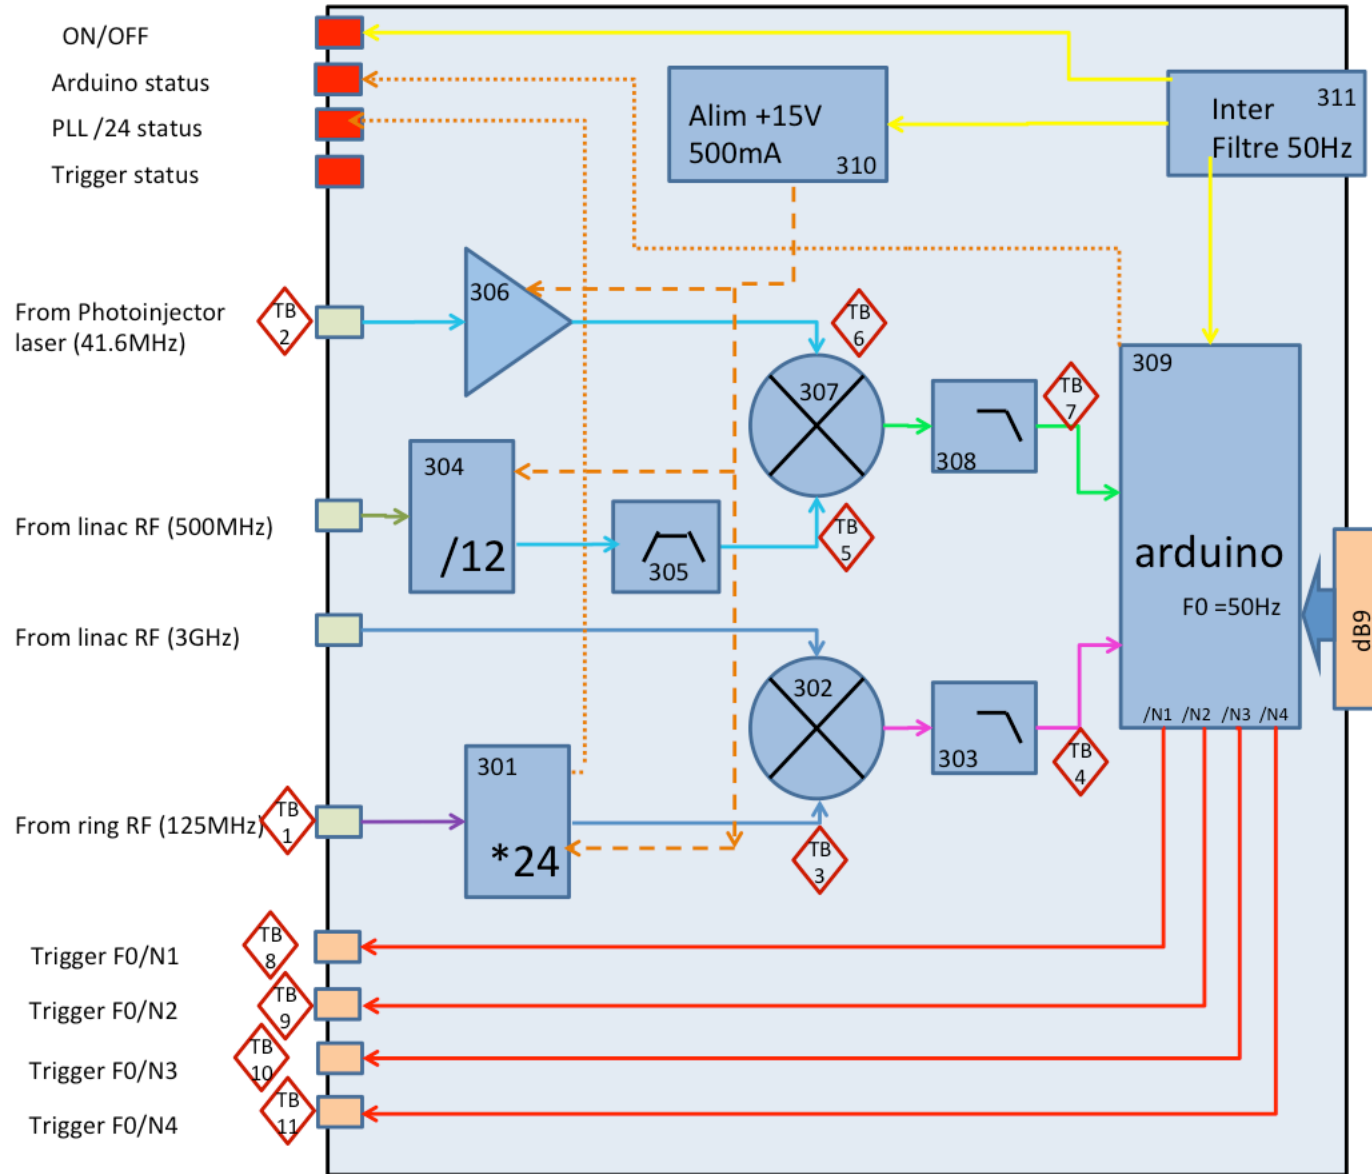 ON/OFF
Arduino status
PLL /24 status
Trigger status
Alim +15V
500mA
310
311
Inter
Filtre 50Hz
From Photoinjector
laser (41.6MHz)
TB
2
306
TB
6
307
308
TB
7
309
arduino
F0 =50Hz
/N1 /N2 /N3 /N4
dB9
From linac RF (500MHz)
304
/12
305
TB
5
From linac RF (3GHz)
302
303
TB
4
From ring RF (125MHz)
TB
1
301
*24
TB
3
Trigger F0/N1
TB
8
Trigger F0/N2
TB
9
Trigger F0/N3
TB
10
Trigger F0/N4
TB
11